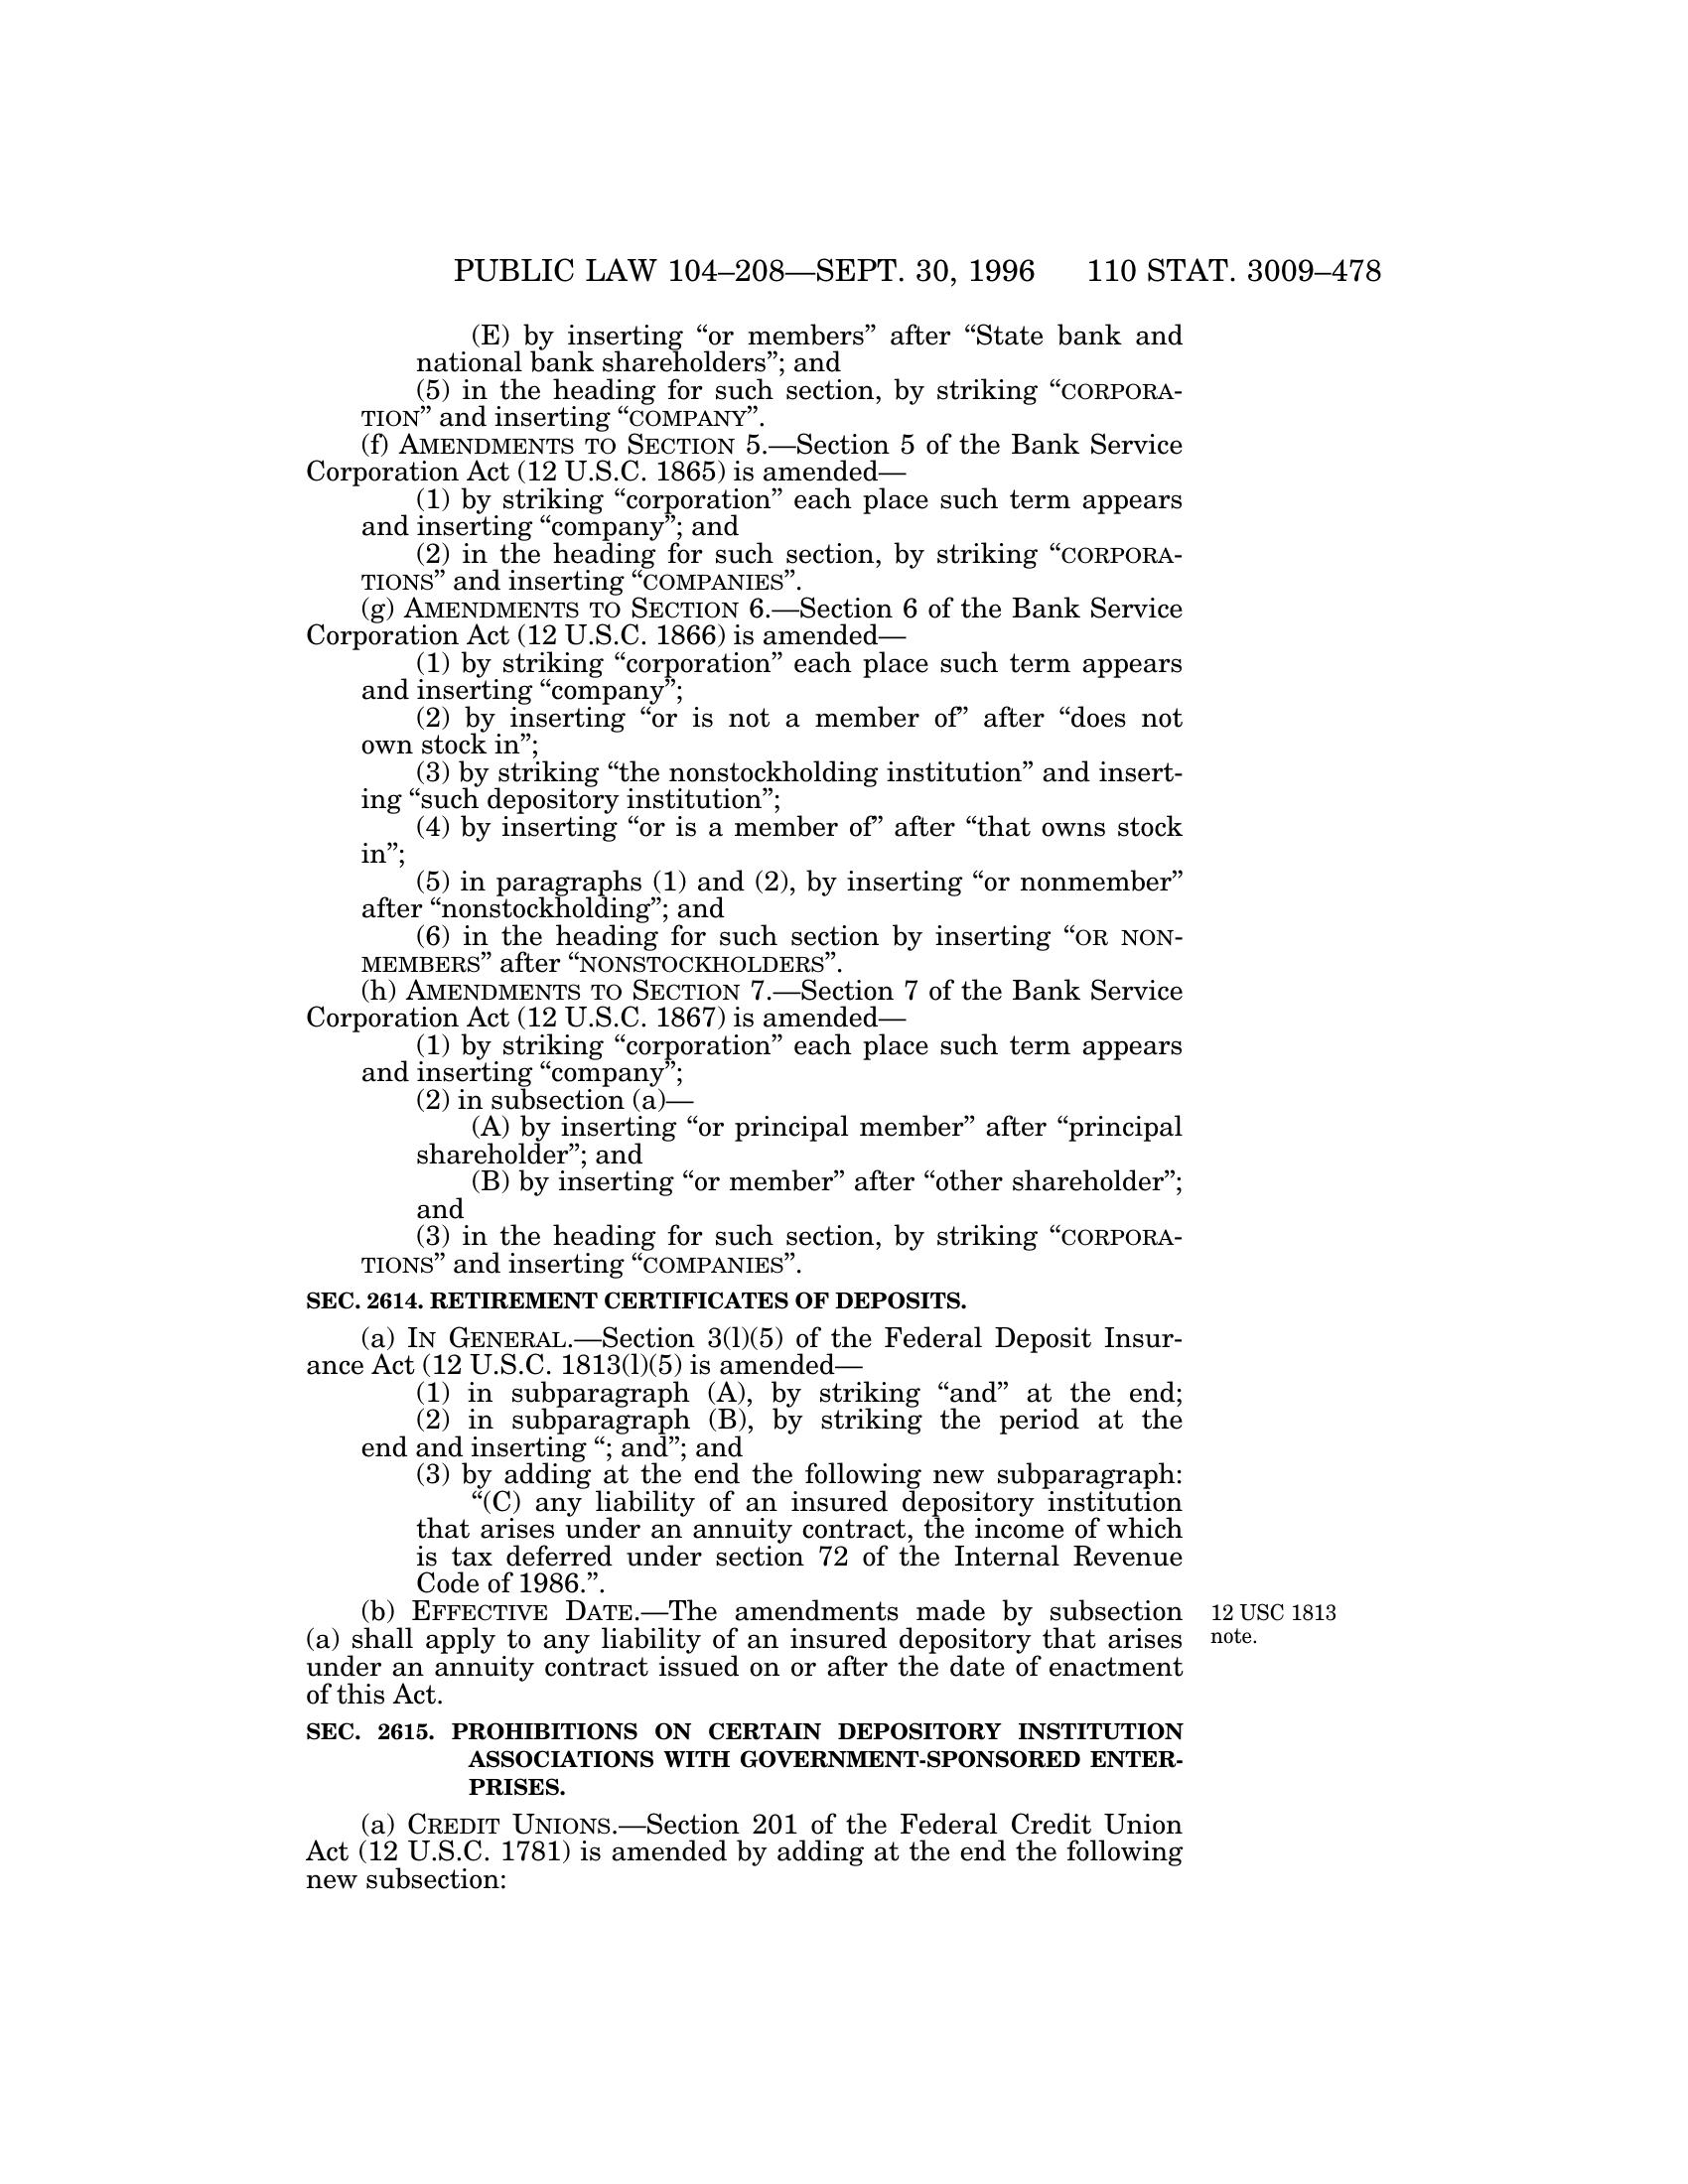 PUBLIC LAW 104–208—SEPT. 30, 1996 110 STAT. 3009–478
(E) by inserting “or members” after “State bank and
national bank shareholders”; and
(5) in the heading for such section, by striking “CORPORA-
TION” and inserting “COMPANY”.
(f) AMENDMENTS TO SECTION 5.—Section 5 of the Bank Service
Corporation Act (12 U.S.C. 1865) is amended—
(1) by striking “corporation” each place such term appears
and inserting “company”; and
(2) in the heading for such section, by striking “CORPORA-
TIONS” and inserting “COMPANIES”.
(g) AMENDMENTS TO SECTION 6.—Section 6 of the Bank Service
Corporation Act (12 U.S.C. 1866) is amended—
(1) by striking “corporation” each place such term appears
and inserting “company”;
(2) by inserting “or is not a member of” after “does not
own stock in”;
(3) by striking “the nonstockholding institution” and insert-
ing “such depository institution”;
(4) by inserting “or is a member of” after “that owns stock
in”;
(5) in paragraphs (1) and (2), by inserting “or nonmember”
after “nonstockholding”; and
(6) in the heading for such section by inserting “OR NON-
MEMBERS” after “NONSTOCKHOLDERS”.
(h) AMENDMENTS TO SECTION 7.—Section 7 of the Bank Service
Corporation Act (12 U.S.C. 1867) is amended—
(1) by striking “corporation” each place such term appears
and inserting “company”;
(2) in subsection (a)—
(A) by inserting “or principal member” after “principal
shareholder”; and
(B) by inserting “or member” after “other shareholder”;
and
(3) in the heading for such section, by striking “CORPORA-
TIONS” and inserting “COMPANIES”.
SEC. 2614. RETIREMENT CERTIFICATES OF DEPOSITS.
(a) IN GENERAL.—Section 3(l)(5) of the Federal Deposit Insur-
ance Act (12 U.S.C. 1813(l)(5) is amended—
(1) in subparagraph (A), by striking “and” at the end;
(2) in subparagraph (B), by striking the period at the
end and inserting “; and”; and
(3) by adding at the end the following new subparagraph:
“(C) any liability of an insured depository institution
that arises under an annuity contract, the income of which
is tax deferred under section 72 of the Internal Revenue
Code of 1986.”.
(b) EFFECTIVE DATE.—The amendments made by subsection
(a) shall apply to any liability of an insured depository that arises
under an annuity contract issued on or after the date of enactment
of this Act.
12 USC 1813
note.
SEC. 2615. PROHIBITIONS ON CERTAIN DEPOSITORY INSTITUTION
ASSOCIATIONS WITH GOVERNMENT-SPONSORED ENTER-
PRISES.
(a) CREDIT UNIONS.—Section 201 of the Federal Credit Union
Act (12 U.S.C. 1781) is amended by adding at the end the following
new subsection: